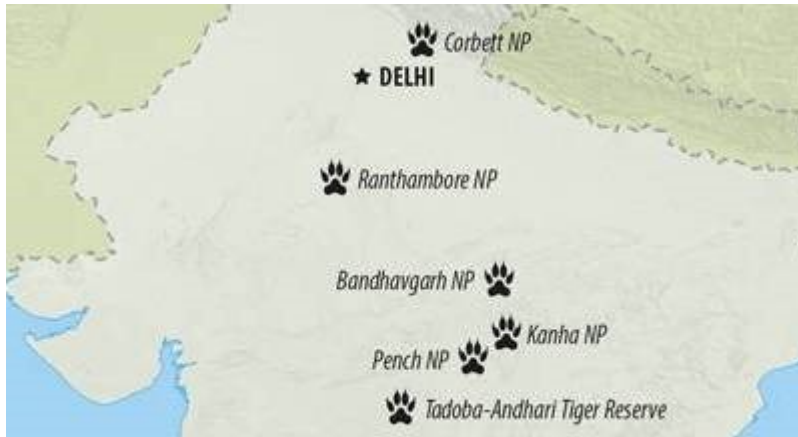 Corbett NP
DELHI
Ranthambore NP
Bandhavgarh NP
Kanha NP
Pench NP
Tadoba-Andhari Tiger Reserve